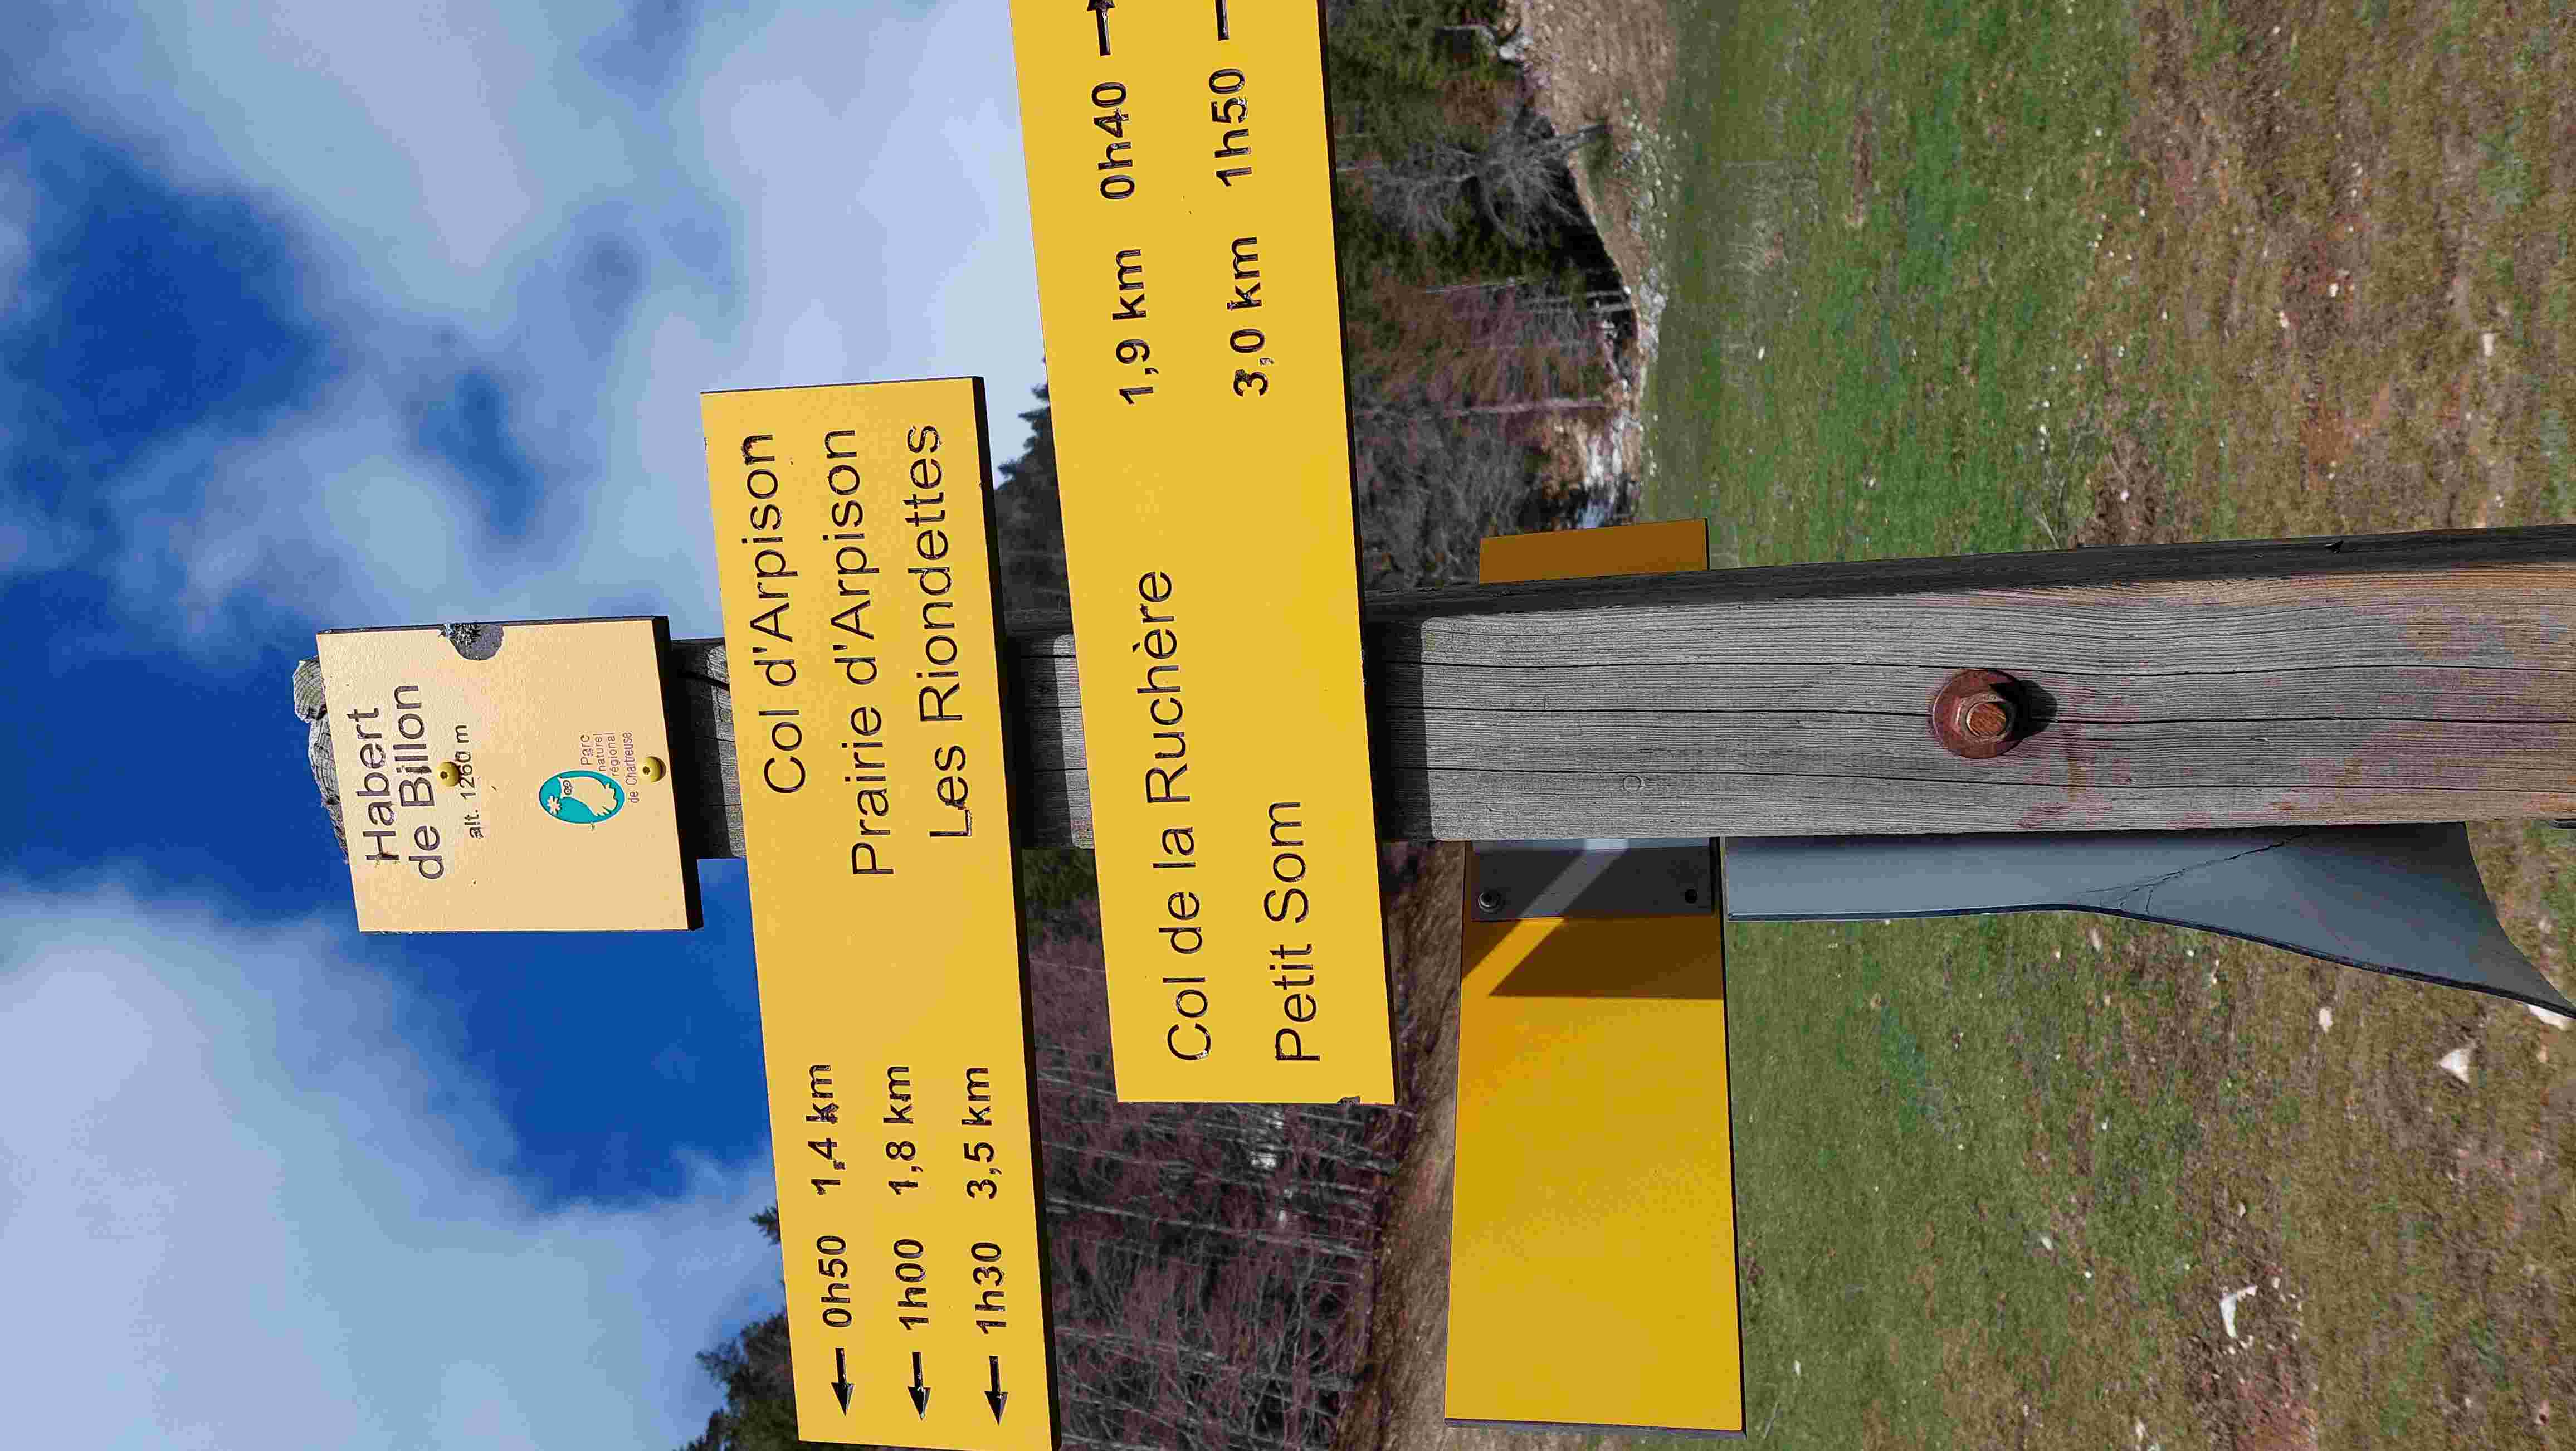 Habert
de Billon
alt. 1260 m
Parc
naturel
régional
de Chartreuse
0h50 1,4 km Col d'Arpison
1h00 1,8 km Prairie d'Arpison
1h30 3,5 km Les Riondettes
Col de la Ruchère 1,9 km 0h40
Petit Som 3,0 km 1h50